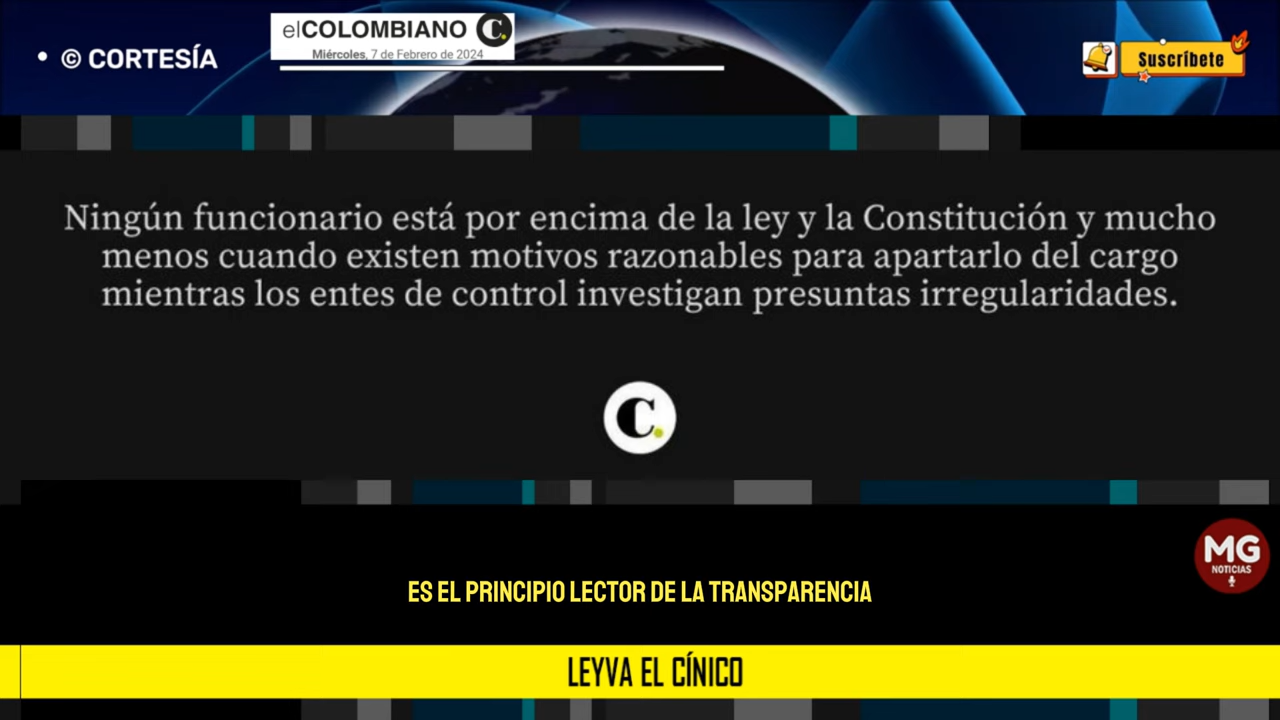 • © CORTESÍA
elCOLOMBIANO C.
Miércoles, 7 de Febrero de 2024
Suscríbete
Ningún funcionario está por encima de la ley y la Constitución y mucho
menos cuando existen motivos razonables para apartarlo del cargo
mientras los entes de control investigan presuntas irregularidades.
C.
MG
NOTICIAS
ES EL PRINCIPIO LECTOR DE LA TRANSPARENCIA
LEYVA EL CÍNICO